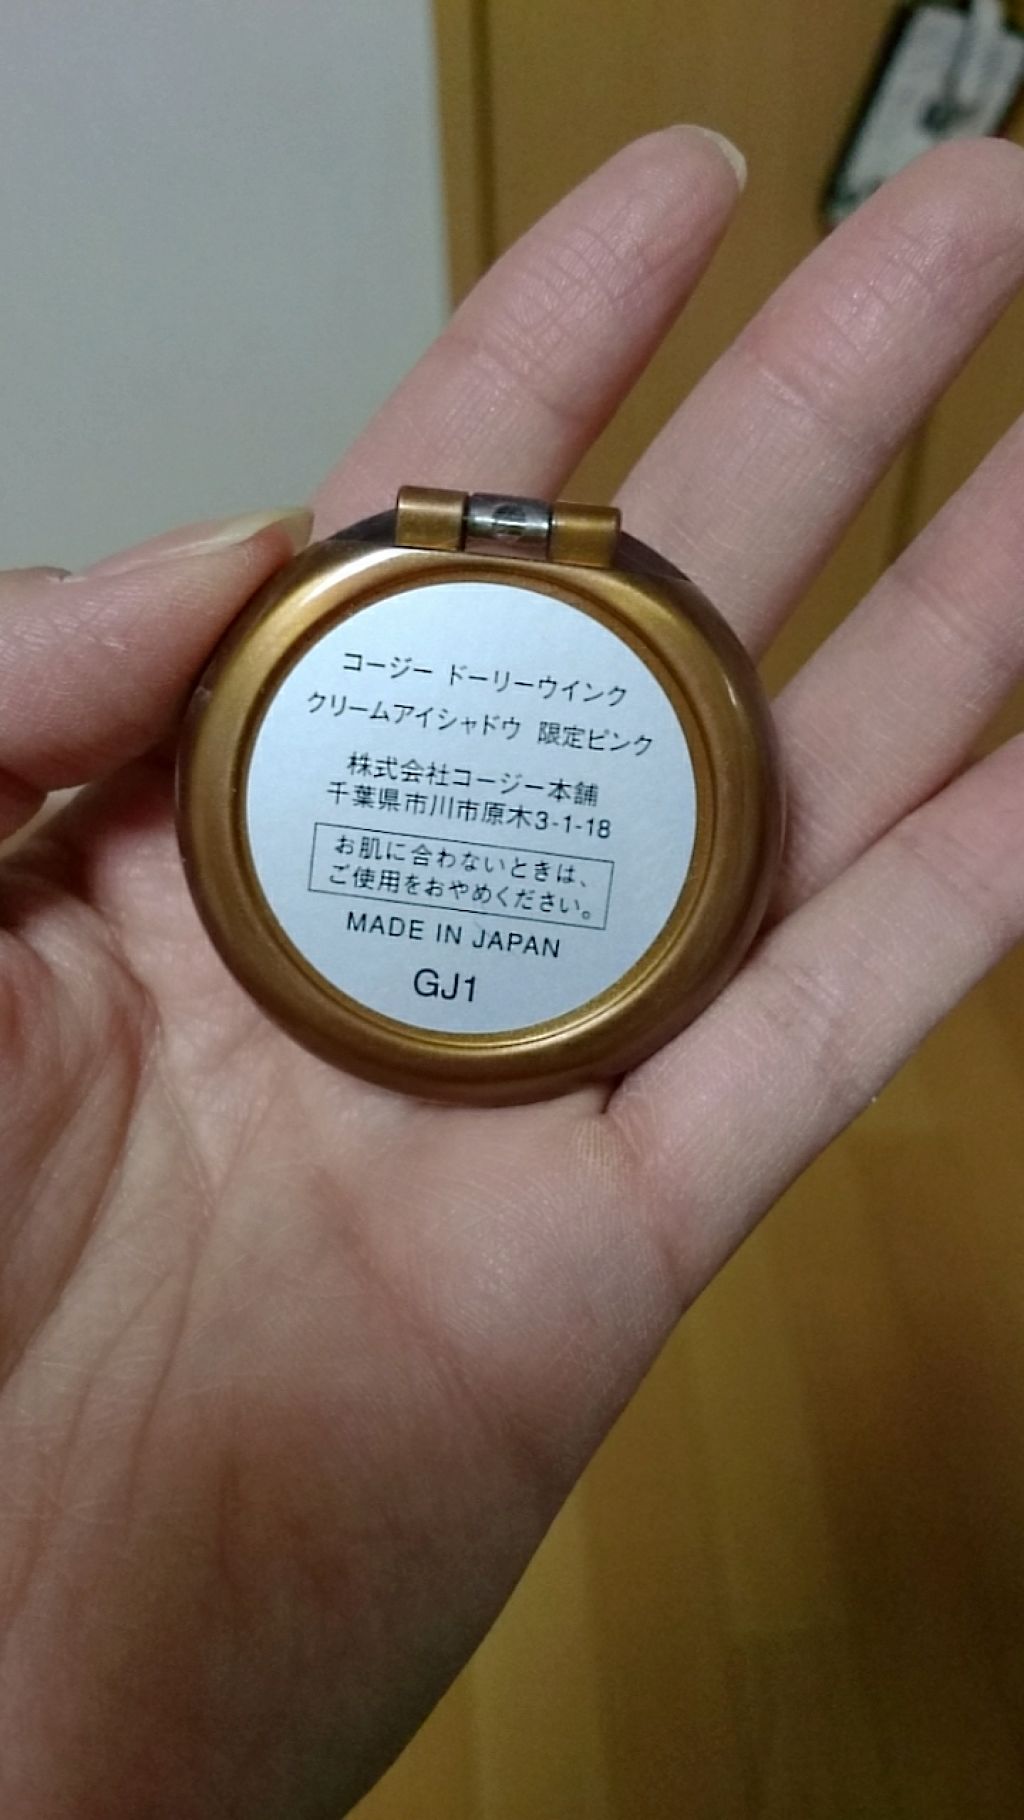 コージー ドーリーウインク
クリームアイシャドウ 限定ピンク
株式会社コージー本舗
千葉県市川市原木3-1-18
お肌に合わないときは、
ご使用をおやめください。
MADE IN JAPAN
GJ1